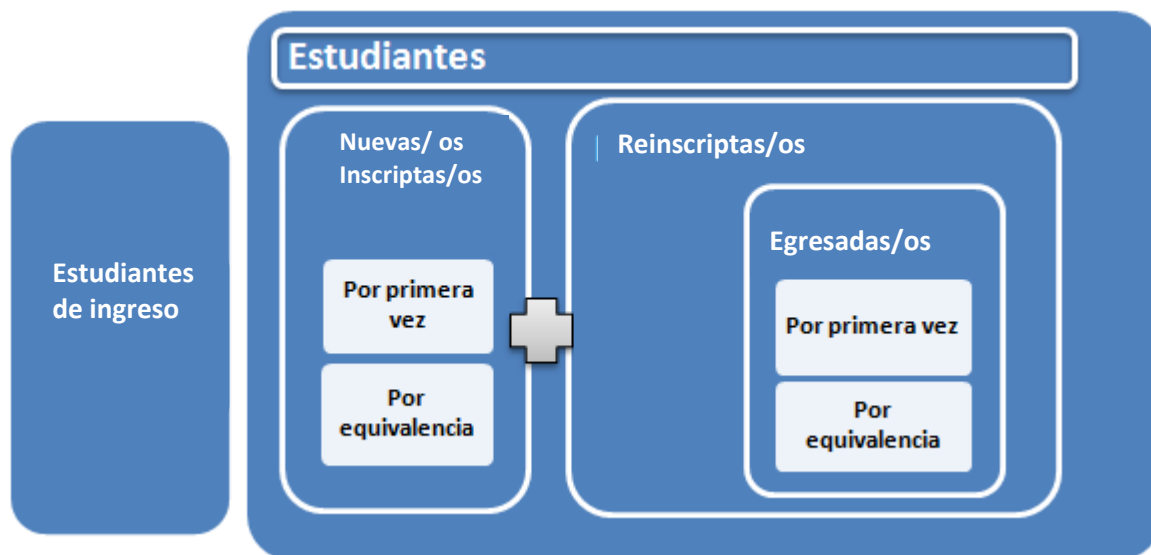 Estudiantes
de ingreso
Estudiantes
Nuevas/ os
Inscriptas/os
Por primera
vez
Por
equivalencia
Reinscriptas/os
Egresadas/os
Por primera vez
Por
equivalencia